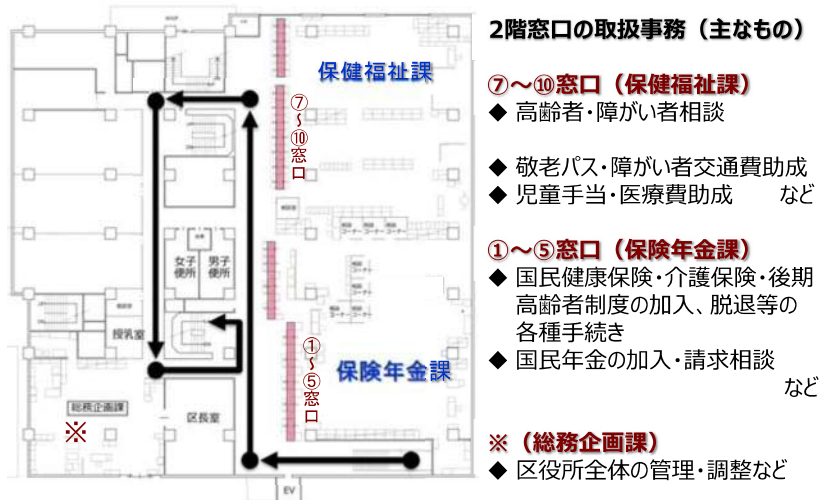 2階窓口の取扱事務（主なもの）
⑦～⑩窓口（保健福祉課）
◆ 高齢者・障がい者相談
◆ 敬老パス・障がい者交通費助成
◆ 児童手当・医療費助成　　など
①～⑤窓口（保険年金課）
◆ 国民健康保険・介護保険・後期
高齢者制度の加入、脱退等の
各種手続き
◆ 国民年金の加入・請求相談
など
※（総務企画課）
◆ 区役所全体の管理・調整など
保健福祉課
⑦～⑩窓口
女子
便所
男子
便所
授乳室
①～⑤窓口
保険年金課
総務企画課
※
区長室
EV